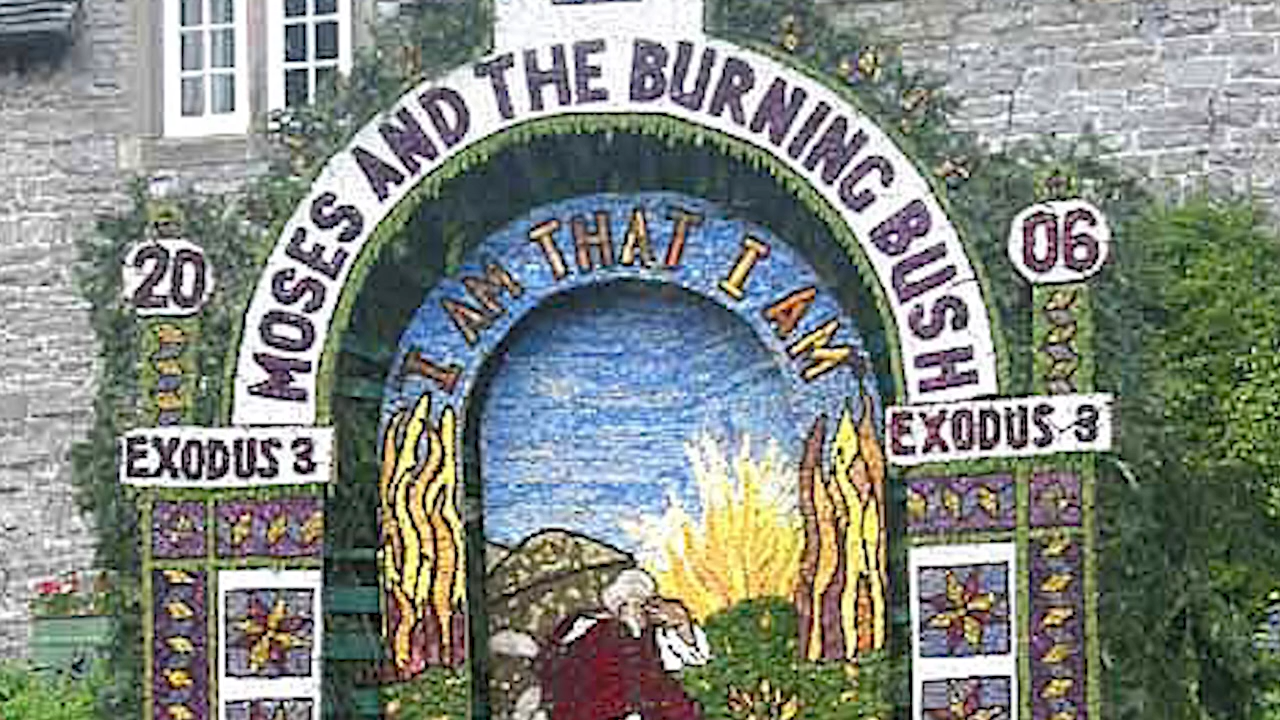 MOSES AND THE BURNING BUSH
20
06
I AM THAT I AM
EXODUS 3
EXODUS 3